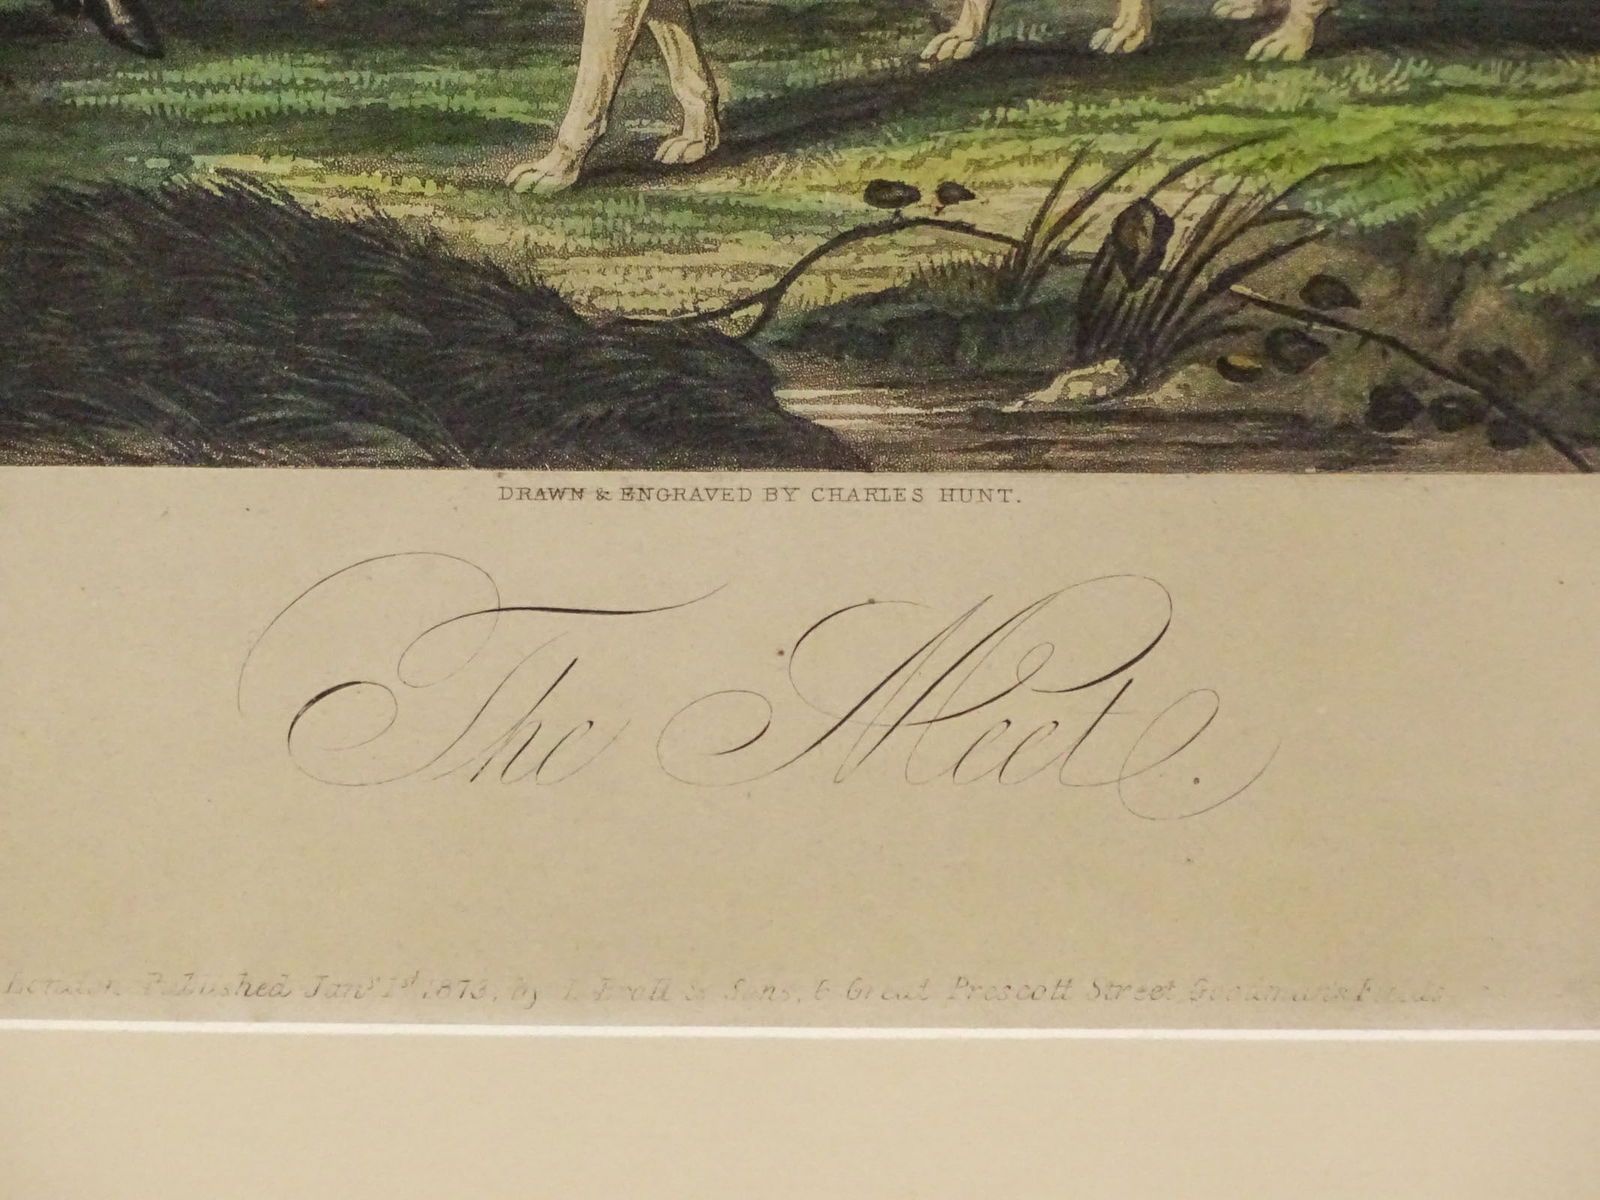 DRAWN & ENGRAVED BY CHARLES HUNT.
The Meet.
London Published Jany 1st 1873, by & Sons, 6 Great Prescott Street Goodman's Fields